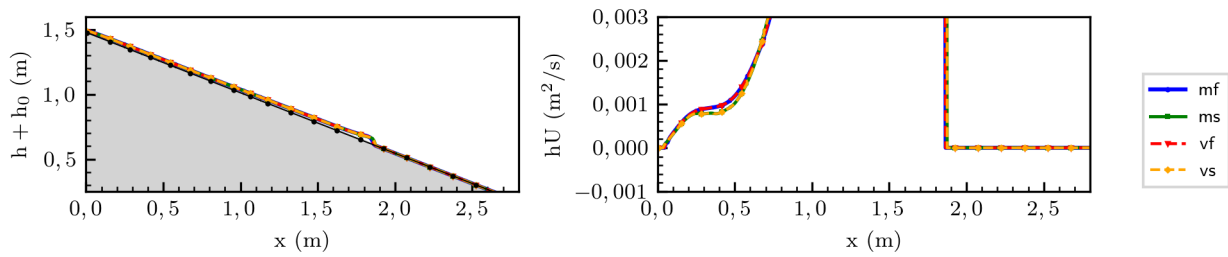 h + h₀ (m)
1, 5
1, 0
0, 5
0, 0 0, 5 1, 0 1, 5 2, 0 2, 5
x (m)
hU (m²/s)
0, 003
0, 002
0, 001
0, 000
−0, 001
0, 0 0, 5 1, 0 1, 5 2, 0 2, 5
x (m)
mf
ms
vf
vs